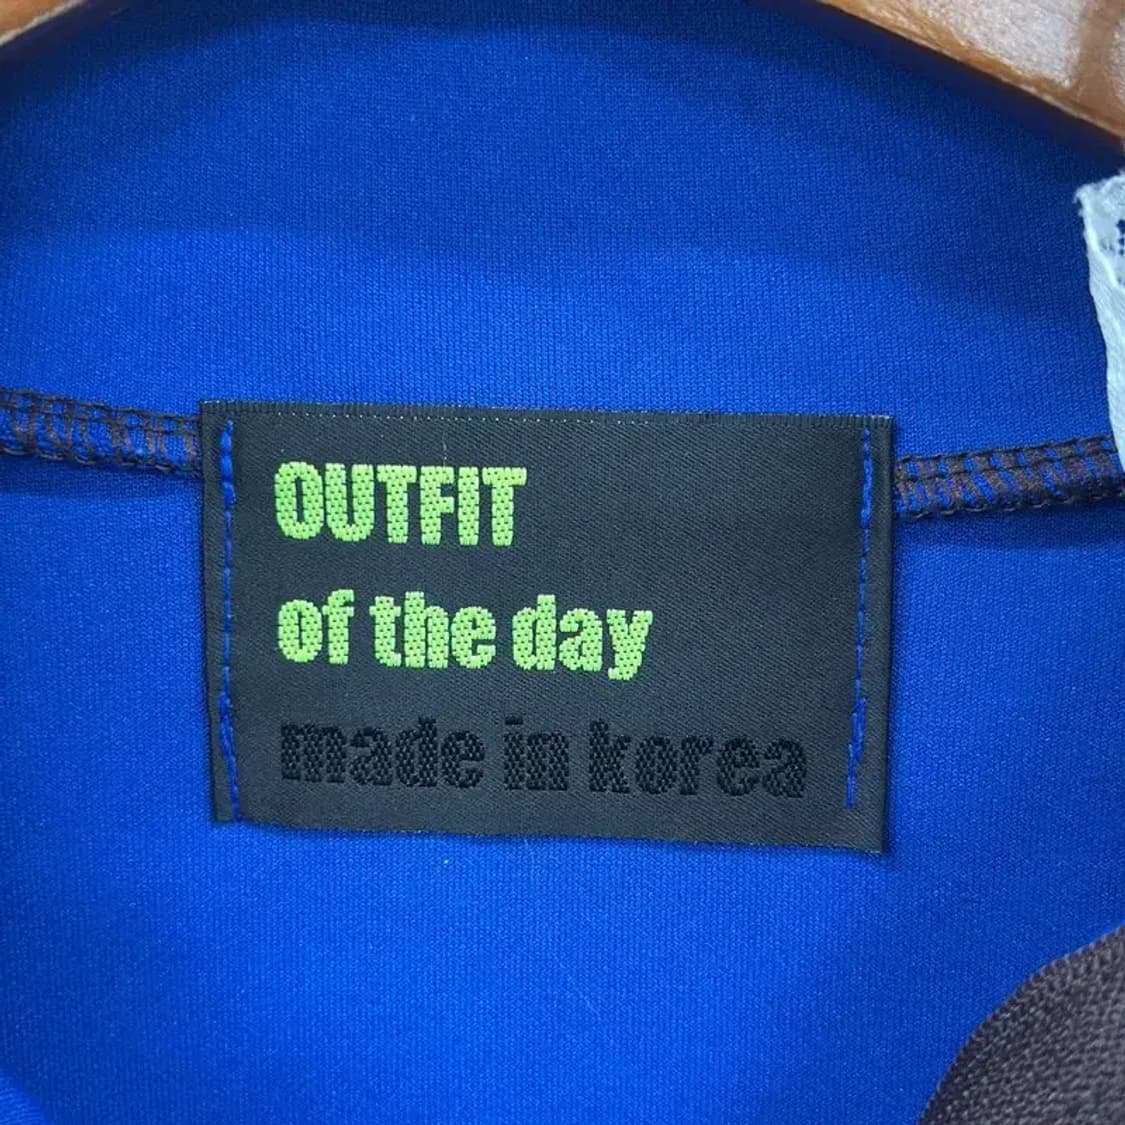 OUTFIT
of the day
made in korea